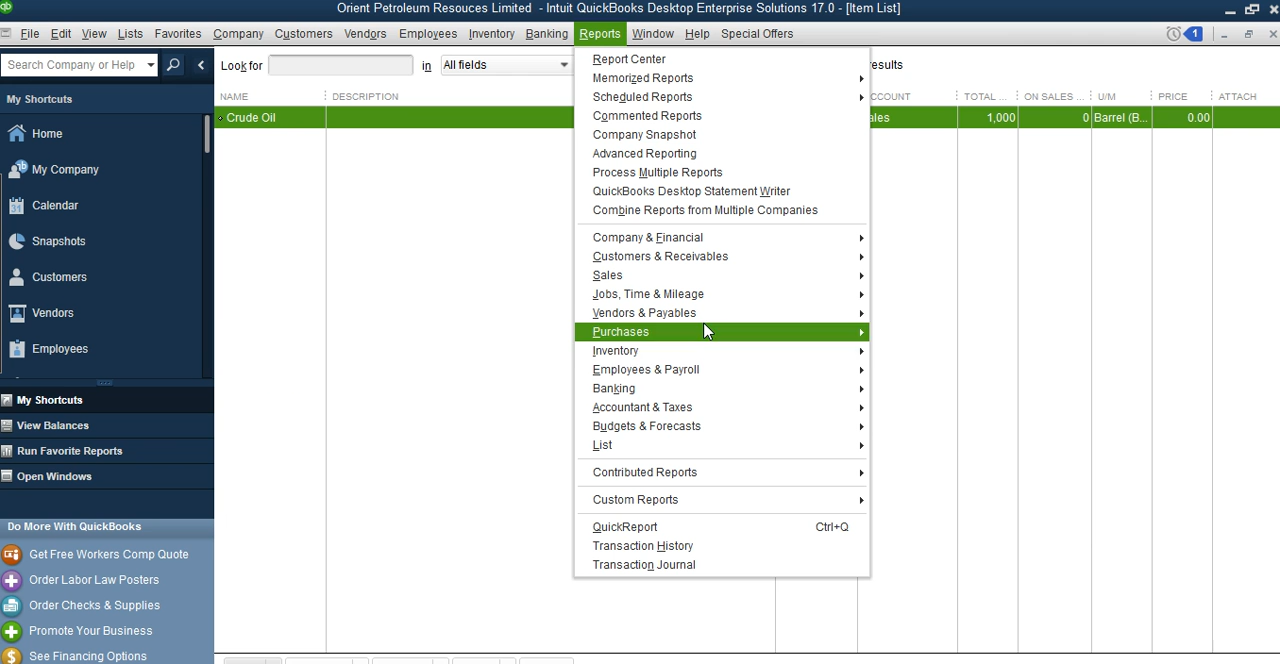 qb Orient Petroleum Resouces Limited - Intuit QuickBooks Desktop Enterprise Solutions 17.0 - [Item List]
File Edit View Lists Favorites Company Customers Vendors Employees Inventory Banking Reports Window Help Special Offers 1
Search Company or Help
Look for in All fields esults
My Shortcuts
Home
My Company
Calendar
Snapshots
Customers
Vendors
Employees
My Shortcuts
View Balances
Run Favorite Reports
Open Windows
Do More With QuickBooks
Get Free Workers Comp Quote
Order Labor Law Posters
Order Checks & Supplies
Promote Your Business
See Financing Options
NAME DESCRIPTION CCOUNT TOTAL ... ON SALES ... U/M PRICE ATTACH
Crude Oil ales 1,000 0 Barrel (B... 0.00
Report Center
Memorized Reports
Scheduled Reports
Commented Reports
Company Snapshot
Advanced Reporting
Process Multiple Reports
QuickBooks Desktop Statement Writer
Combine Reports from Multiple Companies
Company & Financial
Customers & Receivables
Sales
Jobs, Time & Mileage
Vendors & Payables
Purchases
Inventory
Employees & Payroll
Banking
Accountant & Taxes
Budgets & Forecasts
List
Contributed Reports
Custom Reports
QuickReport Ctrl+Q
Transaction History
Transaction Journal